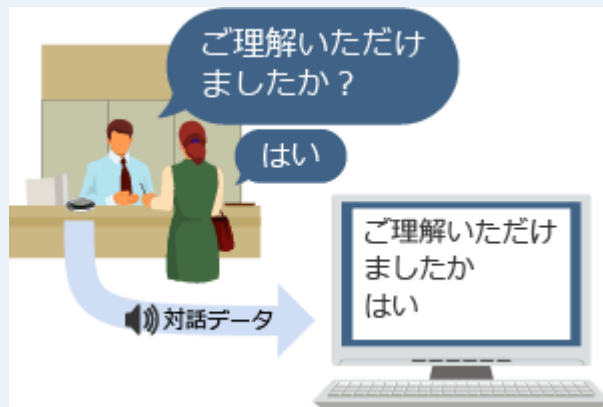 ご理解いただけ
ましたか？
はい
対話データ
ご理解いただけ
ましたか
はい